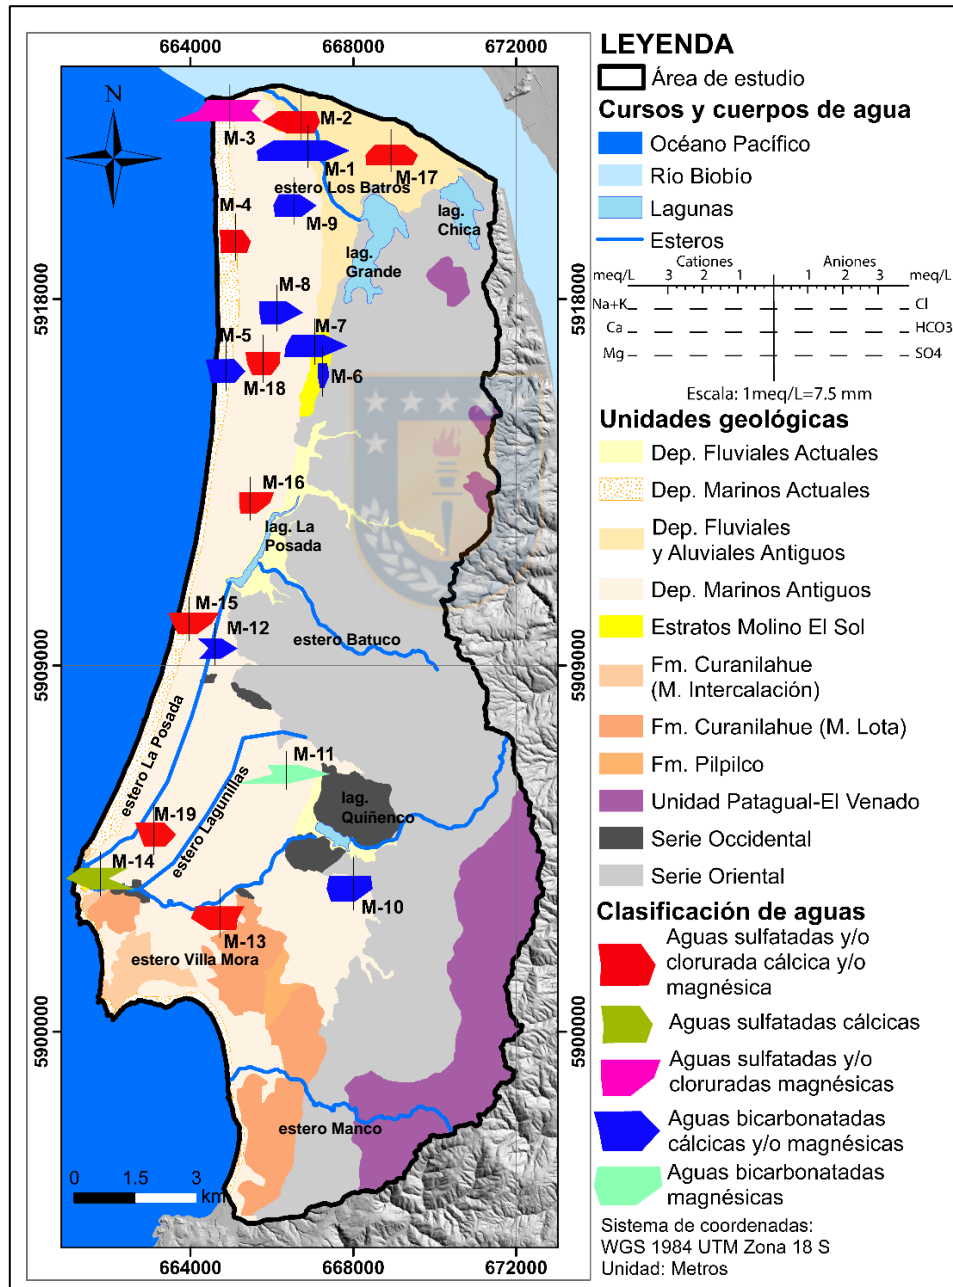 664000 668000 672000
N
M-2
M-3
M-1
M-17
estero Los Batros
M-9
M-4
lag.
Chica
lag.
Grande
5918000 5918000
M-8
M-7
M-5
M-6
M-18
M-16
lag. La
Posada
M-15
M-12
estero Batuco
5909000 5909000
estero La Posada
M-11
estero Lagunillas
lag.
Quiñenco
M-19
M-14
M-10
M-13
estero Villa Mora
5900000 5900000
estero Manco
0 1.5 3
km
664000 668000 672000
LEYENDA
Área de estudio
Cursos y cuerpos de agua
Océano Pacífico
Río Biobío
Lagunas
Esteros
Cationes Aniones
meq/L 3 2 1 1 2 3 meq/L
Na+K Cl
Ca HCO3
Mg SO4
Escala: 1meq/L=7.5 mm
Unidades geológicas
Dep. Fluviales Actuales
Dep. Marinos Actuales
Dep. Fluviales
y Aluviales Antiguos
Dep. Marinos Antiguos
Estratos Molino El Sol
Fm. Curanilahue
(M. Intercalación)
Fm. Curanilahue (M. Lota)
Fm. Pilpilco
Unidad Patagual-El Venado
Serie Occidental
Serie Oriental
Clasificación de aguas
Aguas sulfatadas y/o
clorurada cálcica y/o
magnésica
Aguas sulfatadas cálcicas
Aguas sulfatadas y/o
cloruradas magnésicas
Aguas bicarbonatadas
cálcicas y/o magnésicas
Aguas bicarbonatadas
magnésicas
Sistema de coordenadas:
WGS 1984 UTM Zona 18 S
Unidad: Metros